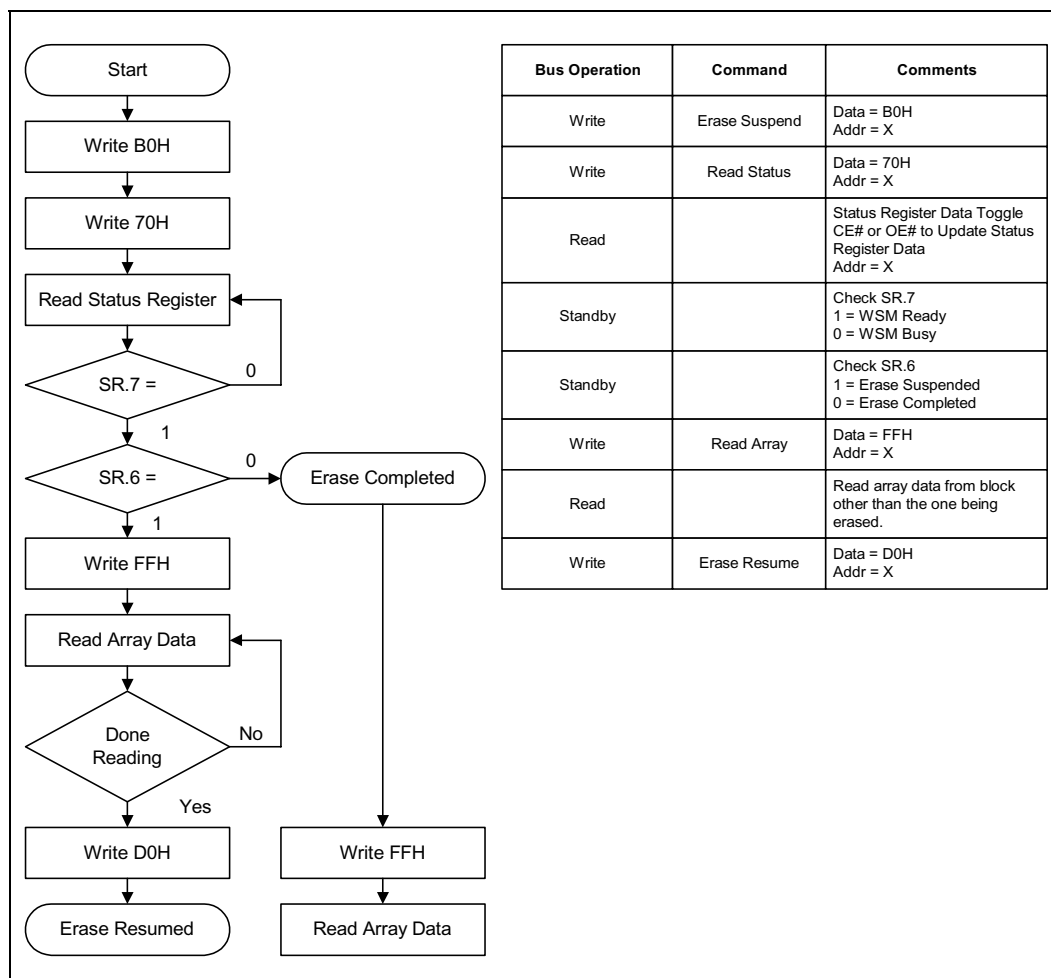 Start
Write B0H
Write 70H
Read Status Register
SR.7 =
0
1
SR.6 =
0
Erase Completed
1
Write FFH
Read Array Data
Done
Reading
No
Yes
Write D0H
Write FFH
Erase Resumed
Read Array Data
Bus Operation
Command
Comments
Write
Erase Suspend
Data = B0H
Addr = X
Write
Read Status
Data = 70H
Addr = X
Read
Status Register Data Toggle
CE# or OE# to Update Status
Register Data
Addr = X
Standby
Check SR.7
1 = WSM Ready
0 = WSM Busy
Standby
Check SR.6
1 = Erase Suspended
0 = Erase Completed
Write
Read Array
Data = FFH
Addr = X
Read
Read array data from block
other than the one being
erased.
Write
Erase Resume
Data = D0H
Addr = X